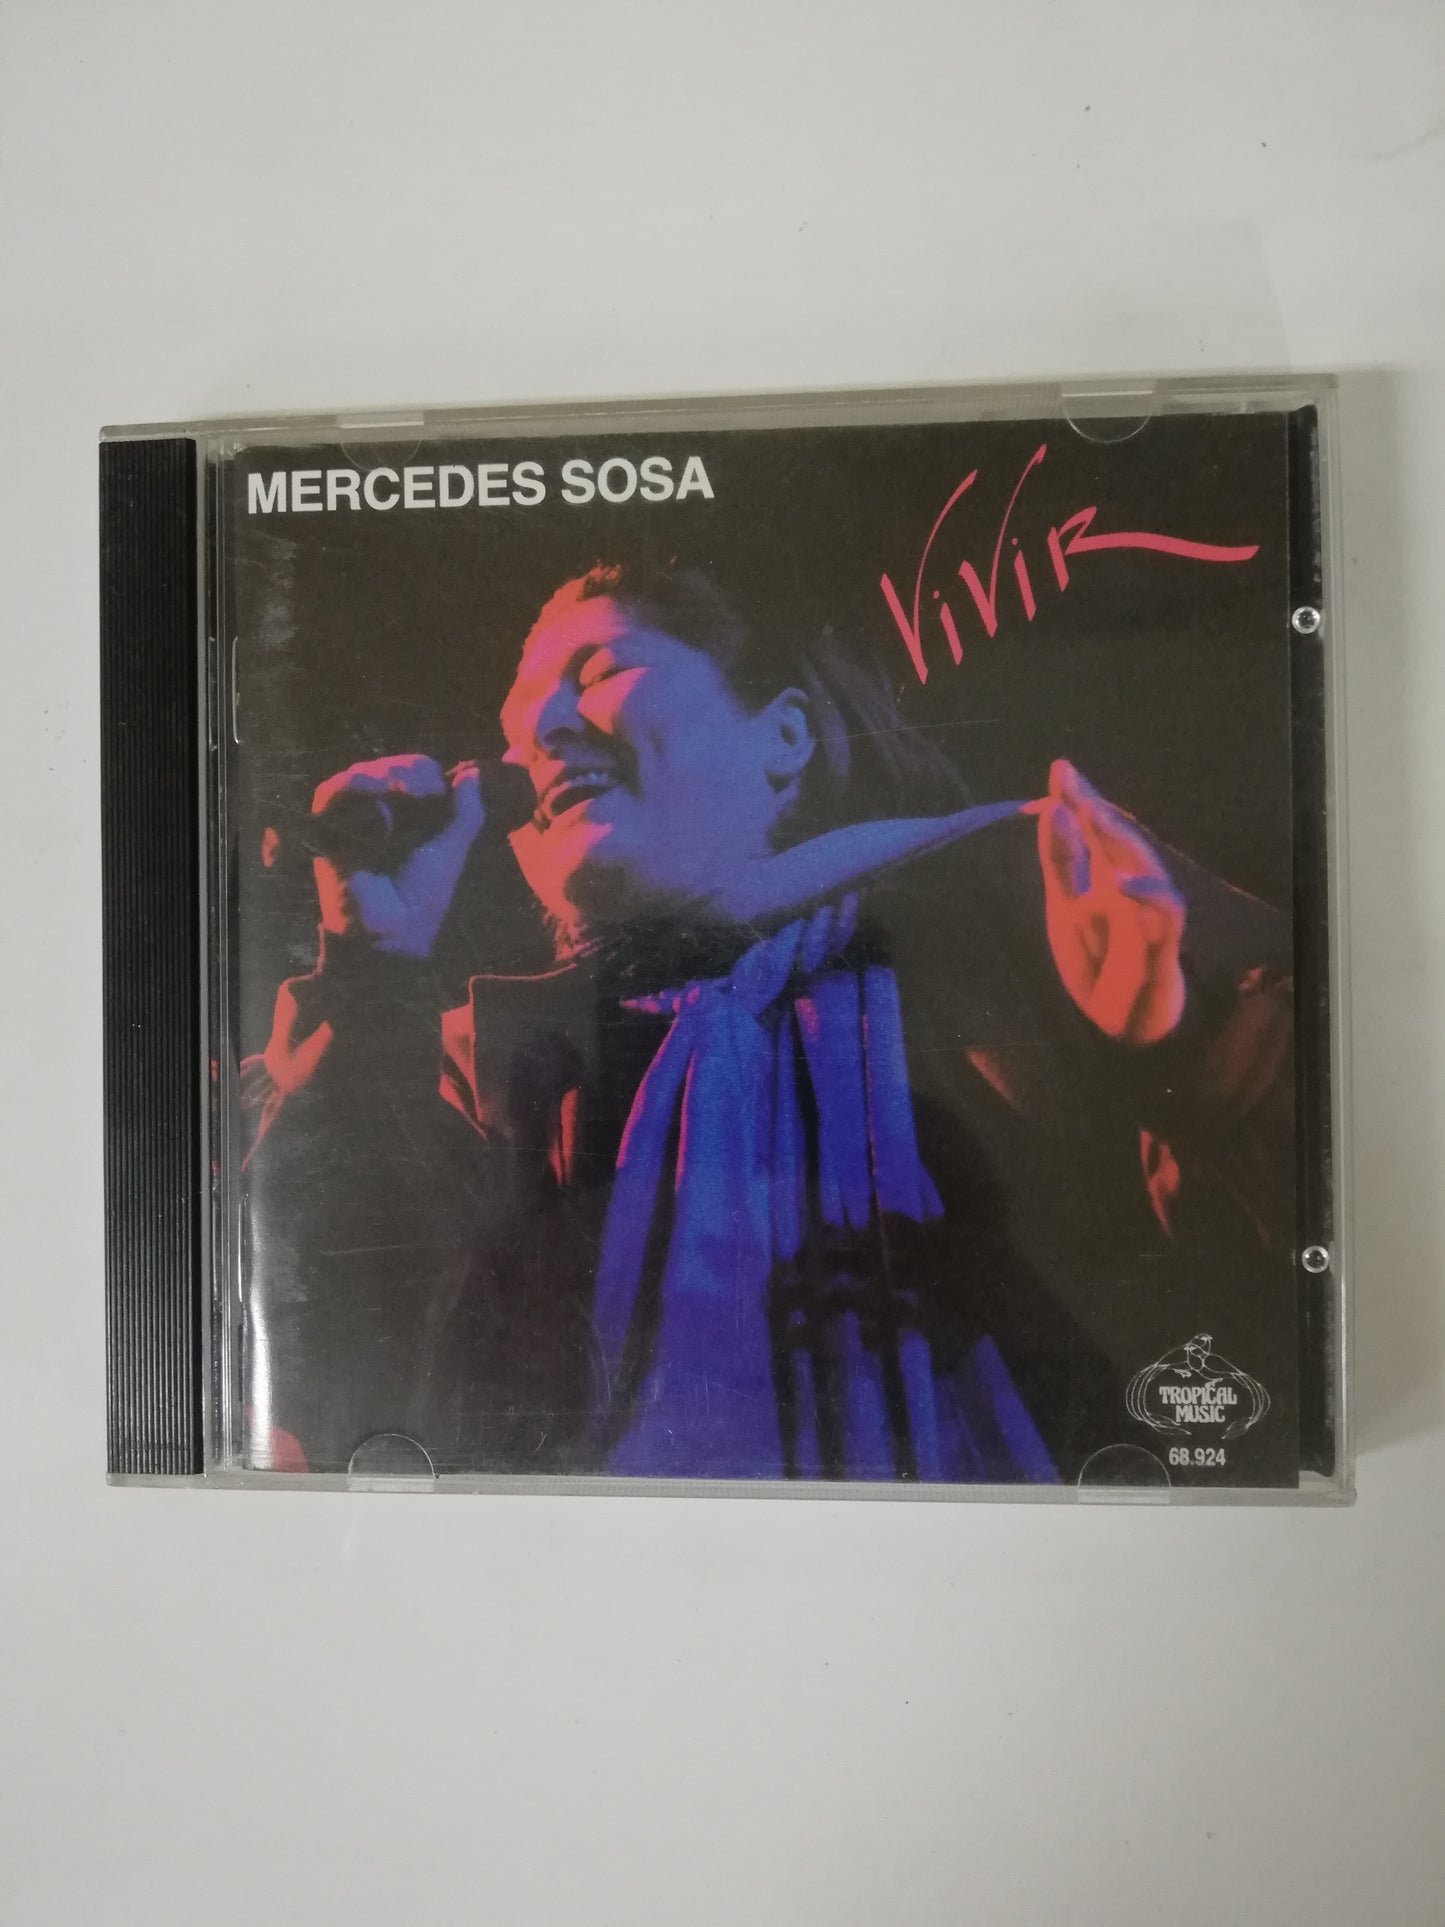 MERCEDES SOSA
ViViR
TROPICAL
MUSIC
68.924